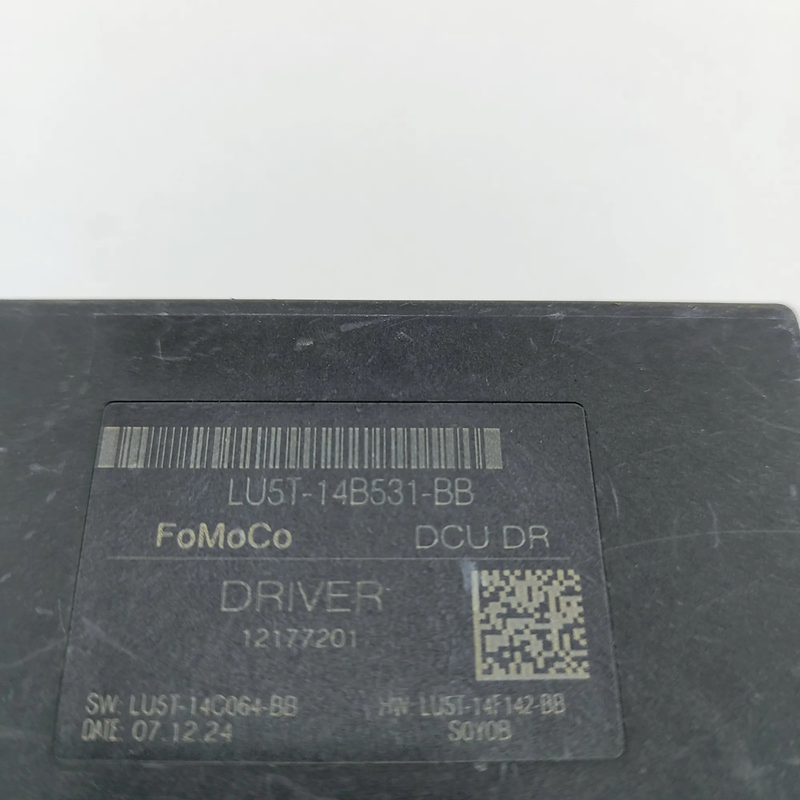 LU5T-14B531-BB
FoMoCo DCU DR
DRIVER
12177201
SW: LU5T-14C064-BB HW: LU5T-14F142-BB
DATE: 07.12.24 S0Y0B